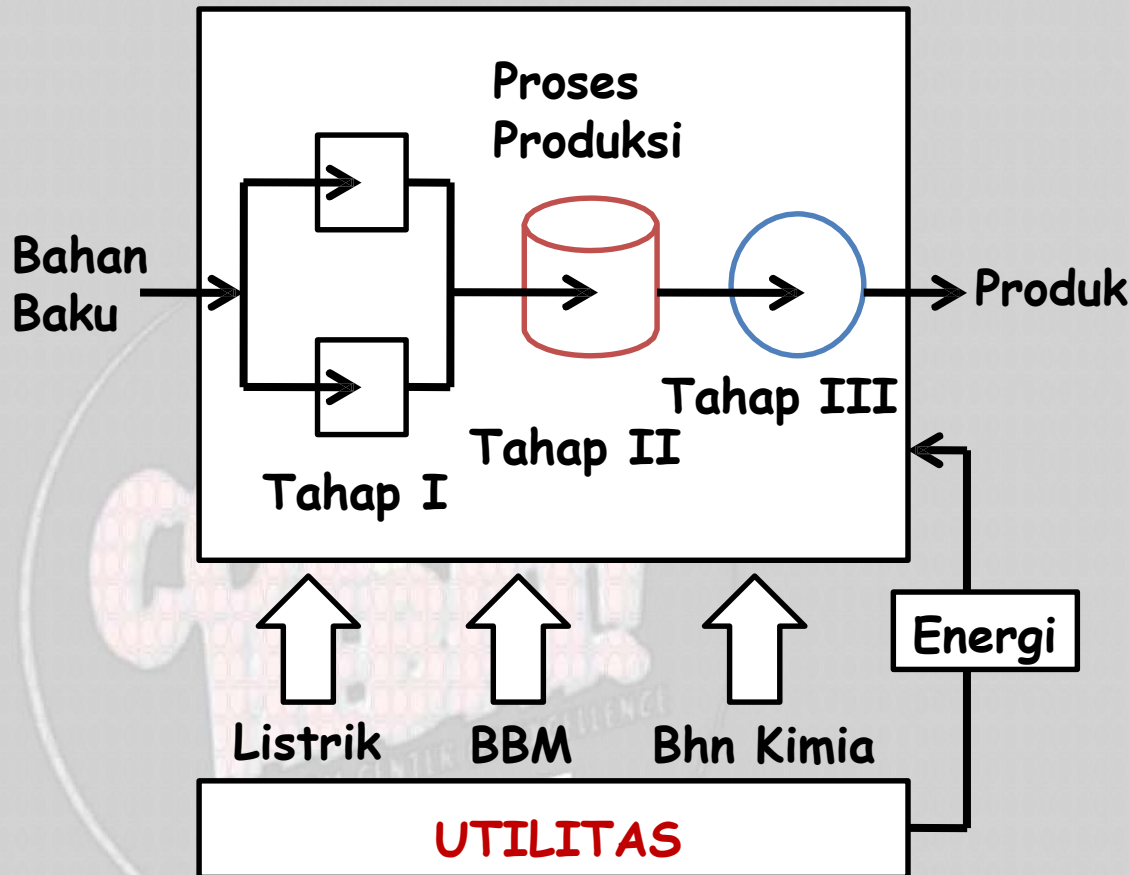 Proses
Produksi
Bahan
Baku
Produk
Tahap III
Tahap II
Tahap I
Energi
Listrik
BBM
Bhn Kimia
UTILITAS